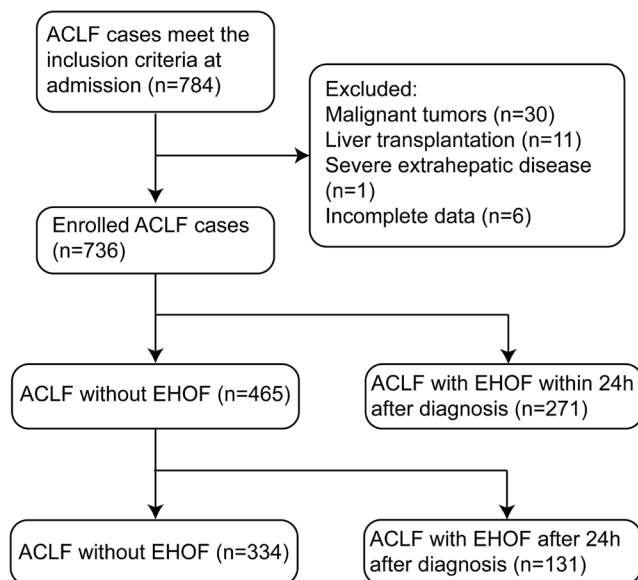 ACLF cases meet the
inclusion criteria at
admission (n=784)
Excluded:
Malignant tumors (n=30)
Liver transplantation (n=11)
Severe extrahepatic disease
(n=1)
Incomplete data (n=6)
Enrolled ACLF cases
(n=736)
ACLF without EHOF (n=465)
ACLF with EHOF within 24h
after diagnosis (n=271)
ACLF without EHOF (n=334)
ACLF with EHOF after 24h
after diagnosis (n=131)